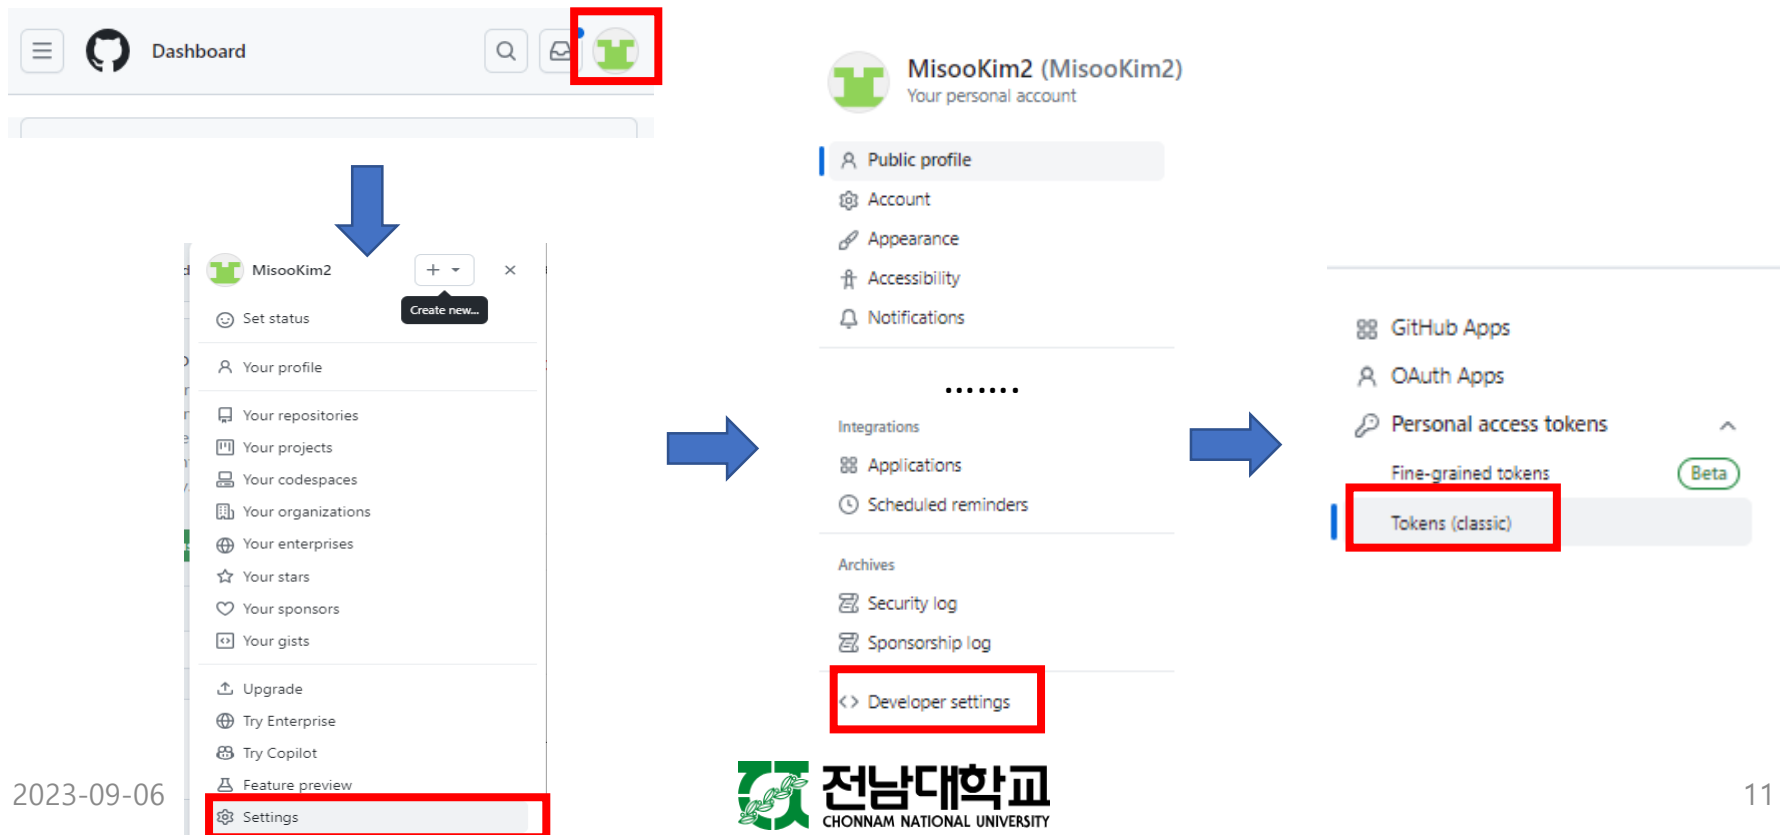 Dashboard
MisooKim2
Create new...
Set status
Your profile
Your repositories
Your projects
Your codespaces
Your organizations
Your enterprises
Your stars
Your sponsors
Your gists
Upgrade
Try Enterprise
Try Copilot
Feature preview
Settings
MisooKim2 (MisooKim2)
Your personal account
Public profile
Account
Appearance
Accessibility
Notifications
.......
Integrations
Applications
Scheduled reminders
Archives
Security log
Sponsorship log
Developer settings
GitHub Apps
OAuth Apps
Personal access tokens
Fine-grained tokens Beta
Tokens (classic)
2023-09-06
전남대학교
CHONNAM NATIONAL UNIVERSITY
11